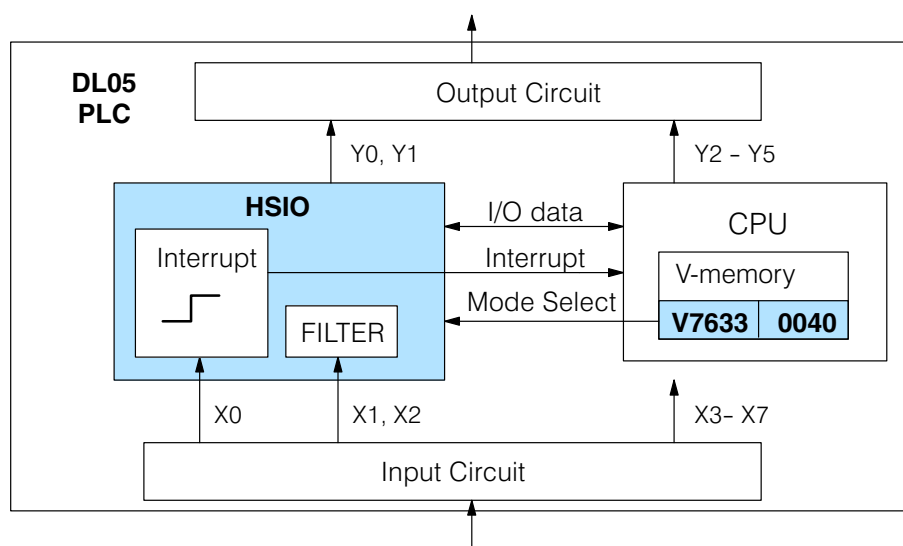 DL05
PLC
Output Circuit
Y0, Y1
Y2 - Y5
HSIO
I/O data
CPU
Interrupt
Interrupt
V-memory
Mode Select
V7633
0040
FILTER
X0
X1, X2
X3- X7
Input Circuit